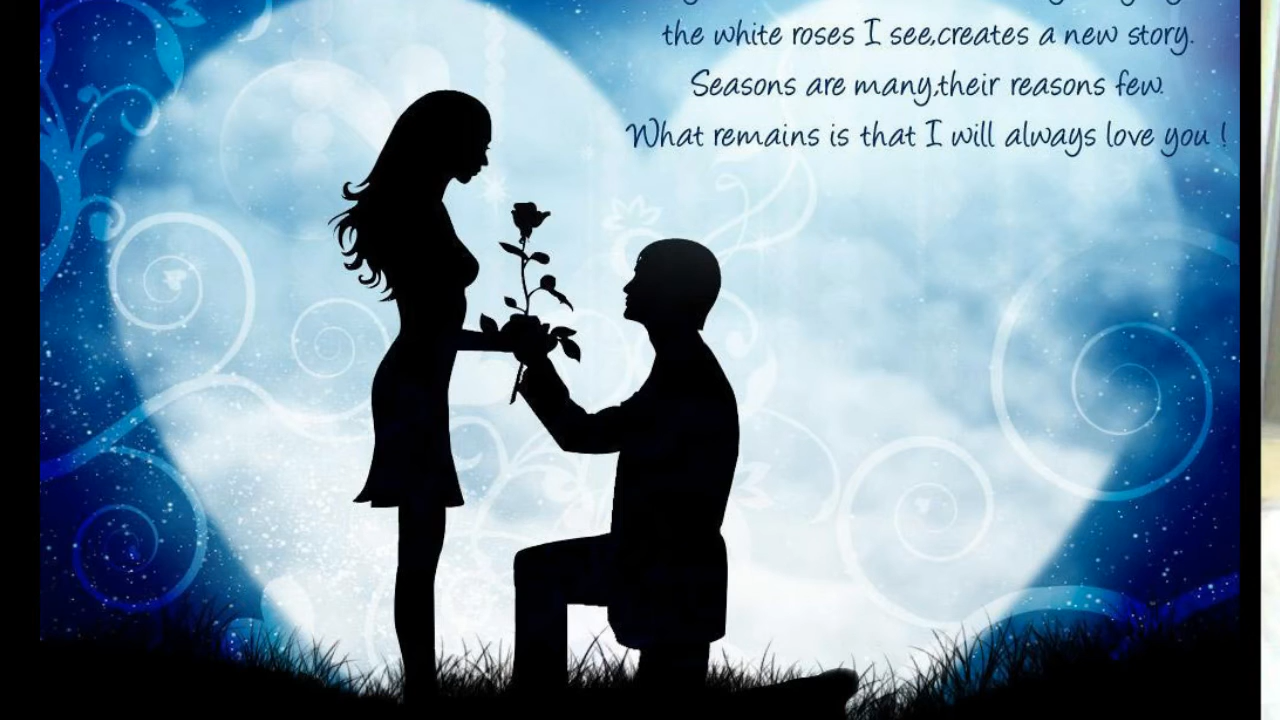 the white roses I see,creates a new story.
Seasons are many,their reasons few.
What remains is that I will always love you !